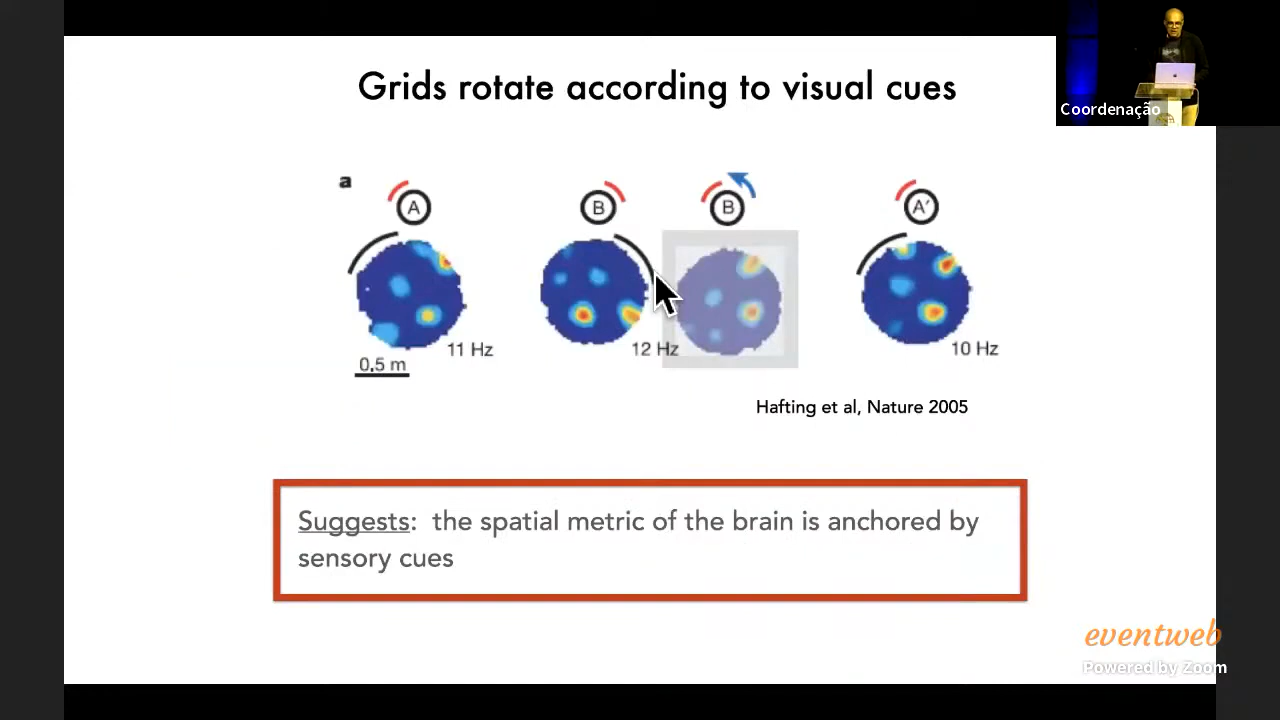 Grids rotate according to visual cues
Coordenação
a
A
B
B
A′
11 Hz
12 Hz
10 Hz
0,5 m
Hafting et al, Nature 2005
Suggests: the spatial metric of the brain is anchored by
sensory cues
eventweb
Powered by Zoom